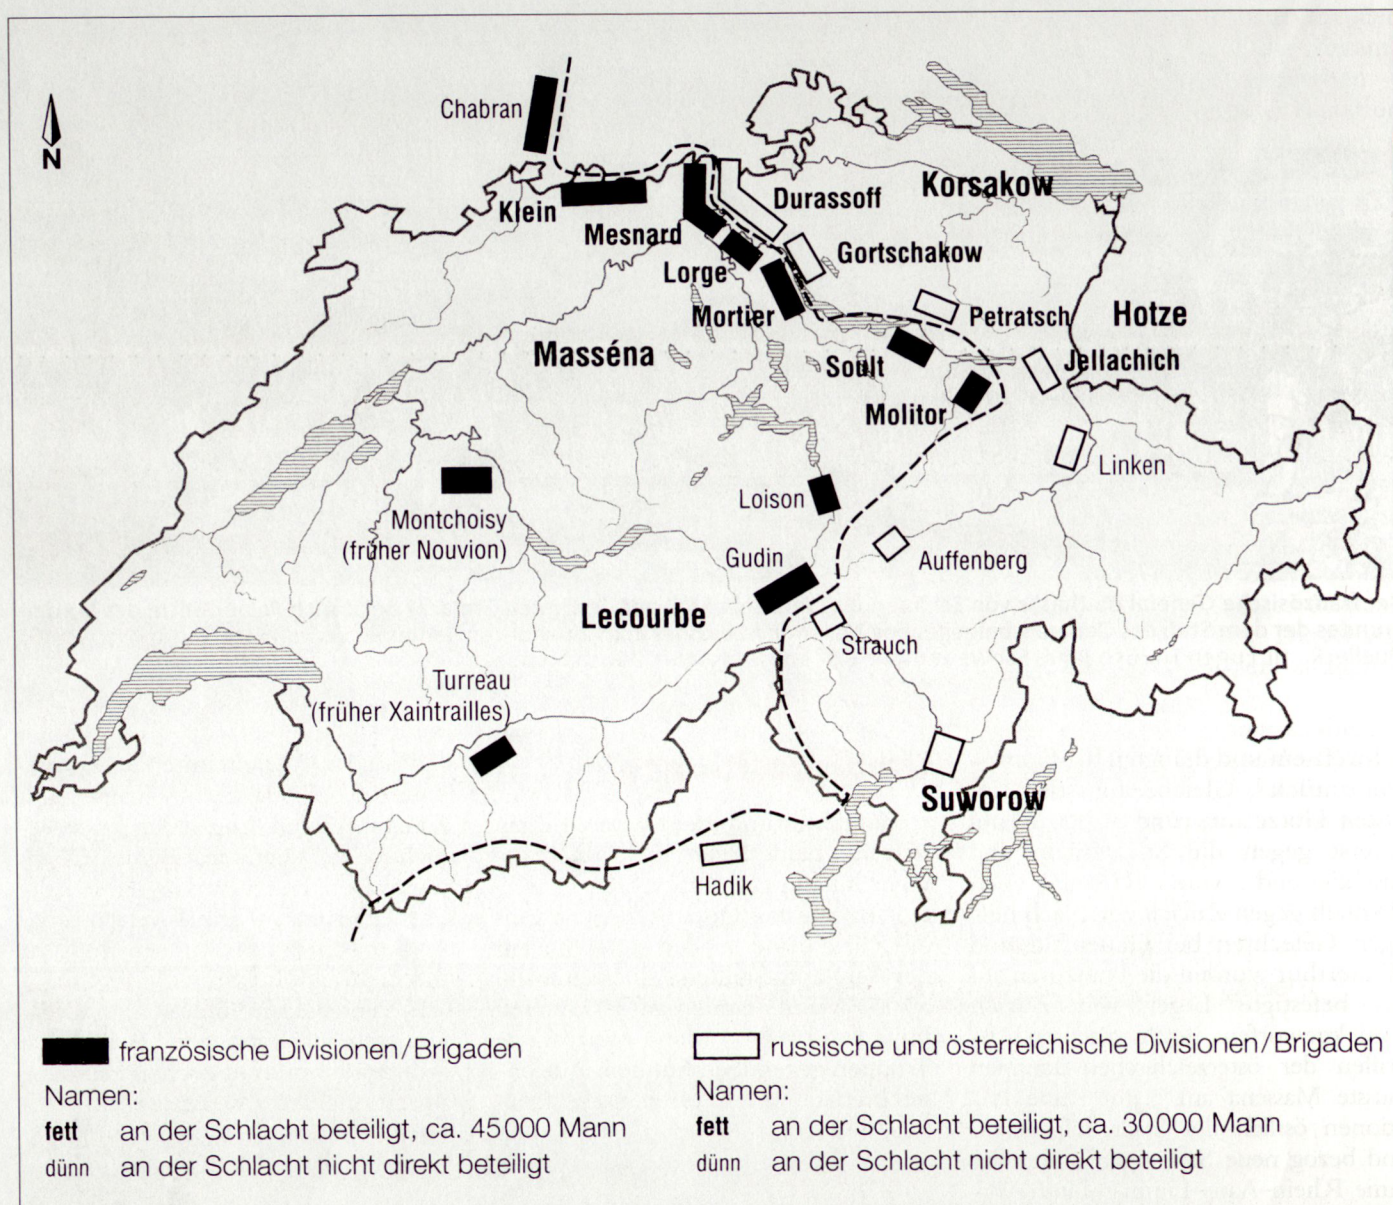 Chabran
N
Korsakow
Klein
Durassoff
Mesnard
Gortschakow
Lorge
Mortier
Petratsch
Hotze
Masséna
Soult
Jellachich
Molitor
Linken
Loison
Montchoisy
(früher Nouvion)
Gudin
Auffenberg
Lecourbe
Strauch
Turreau
(früher Xaintrailles)
Suworow
Hadik
französische Divisionen/Brigaden
Namen:
fett an der Schlacht beteiligt, ca. 45000 Mann
dünn an der Schlacht nicht direkt beteiligt
russische und österreichische Divisionen/Brigaden
Namen:
fett an der Schlacht beteiligt, ca. 30000 Mann
dünn an der Schlacht nicht direkt beteiligt